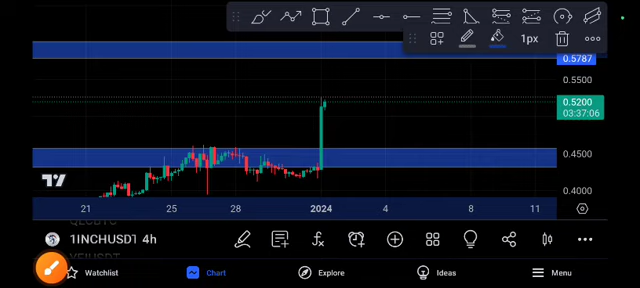 1px
0.5787
0.5500
0.5200
03:37:06
0.4500
0.4000
21 25 28 2024 4 8 11
1INCHUSDT 4h
Watchlist Chart Explore Ideas Menu